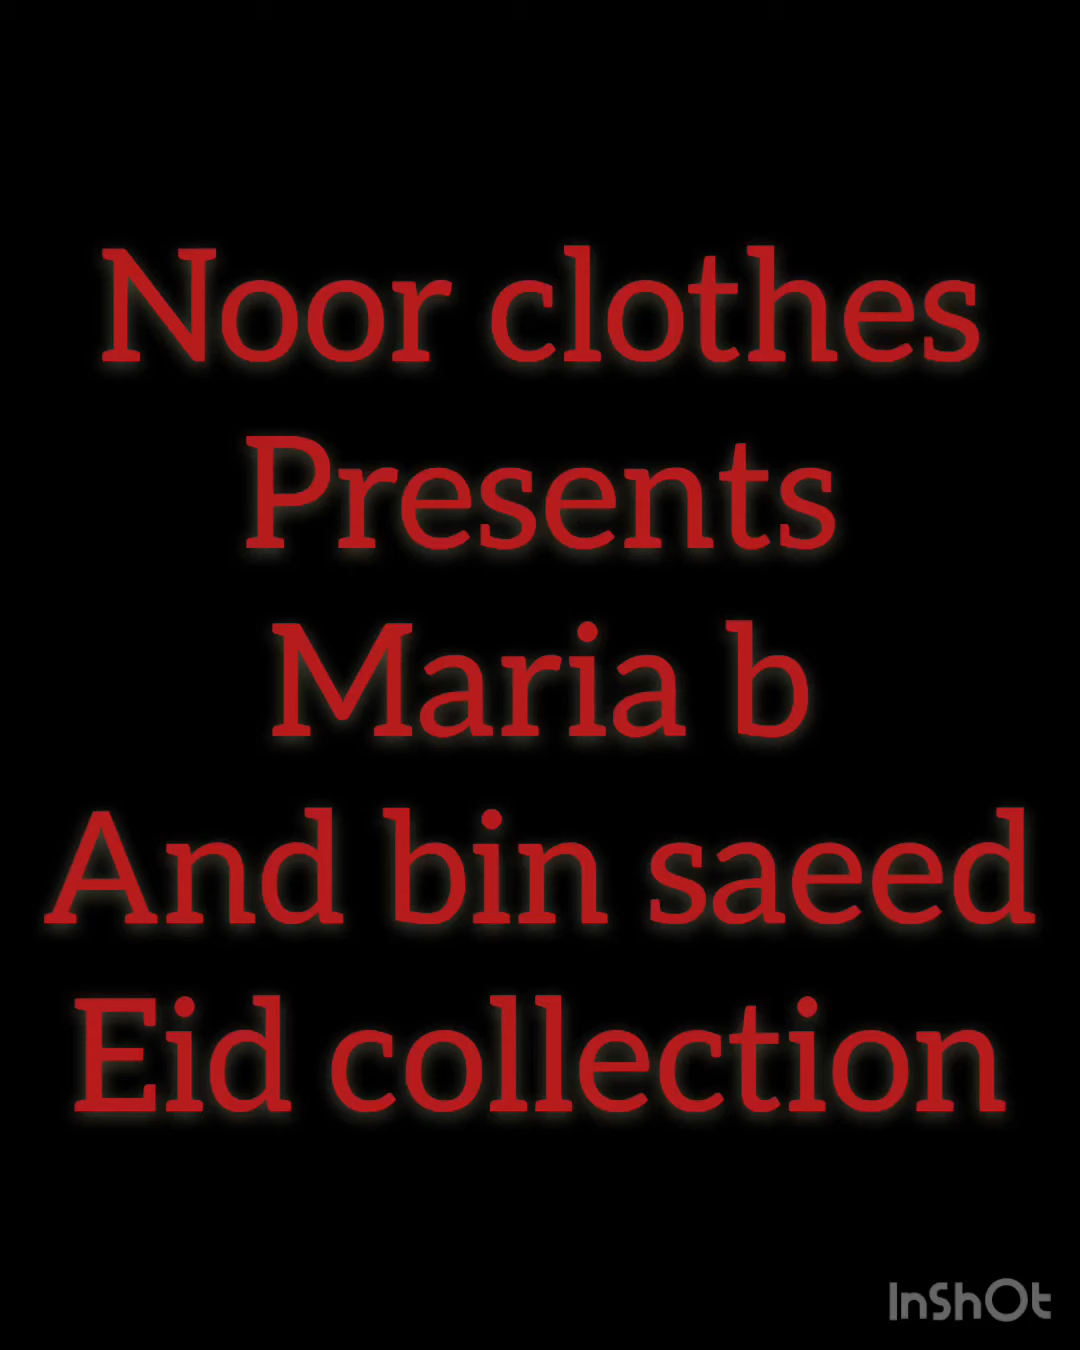 Noor clothes
Presents
Maria b
And bin saeed
Eid collection
InShOt